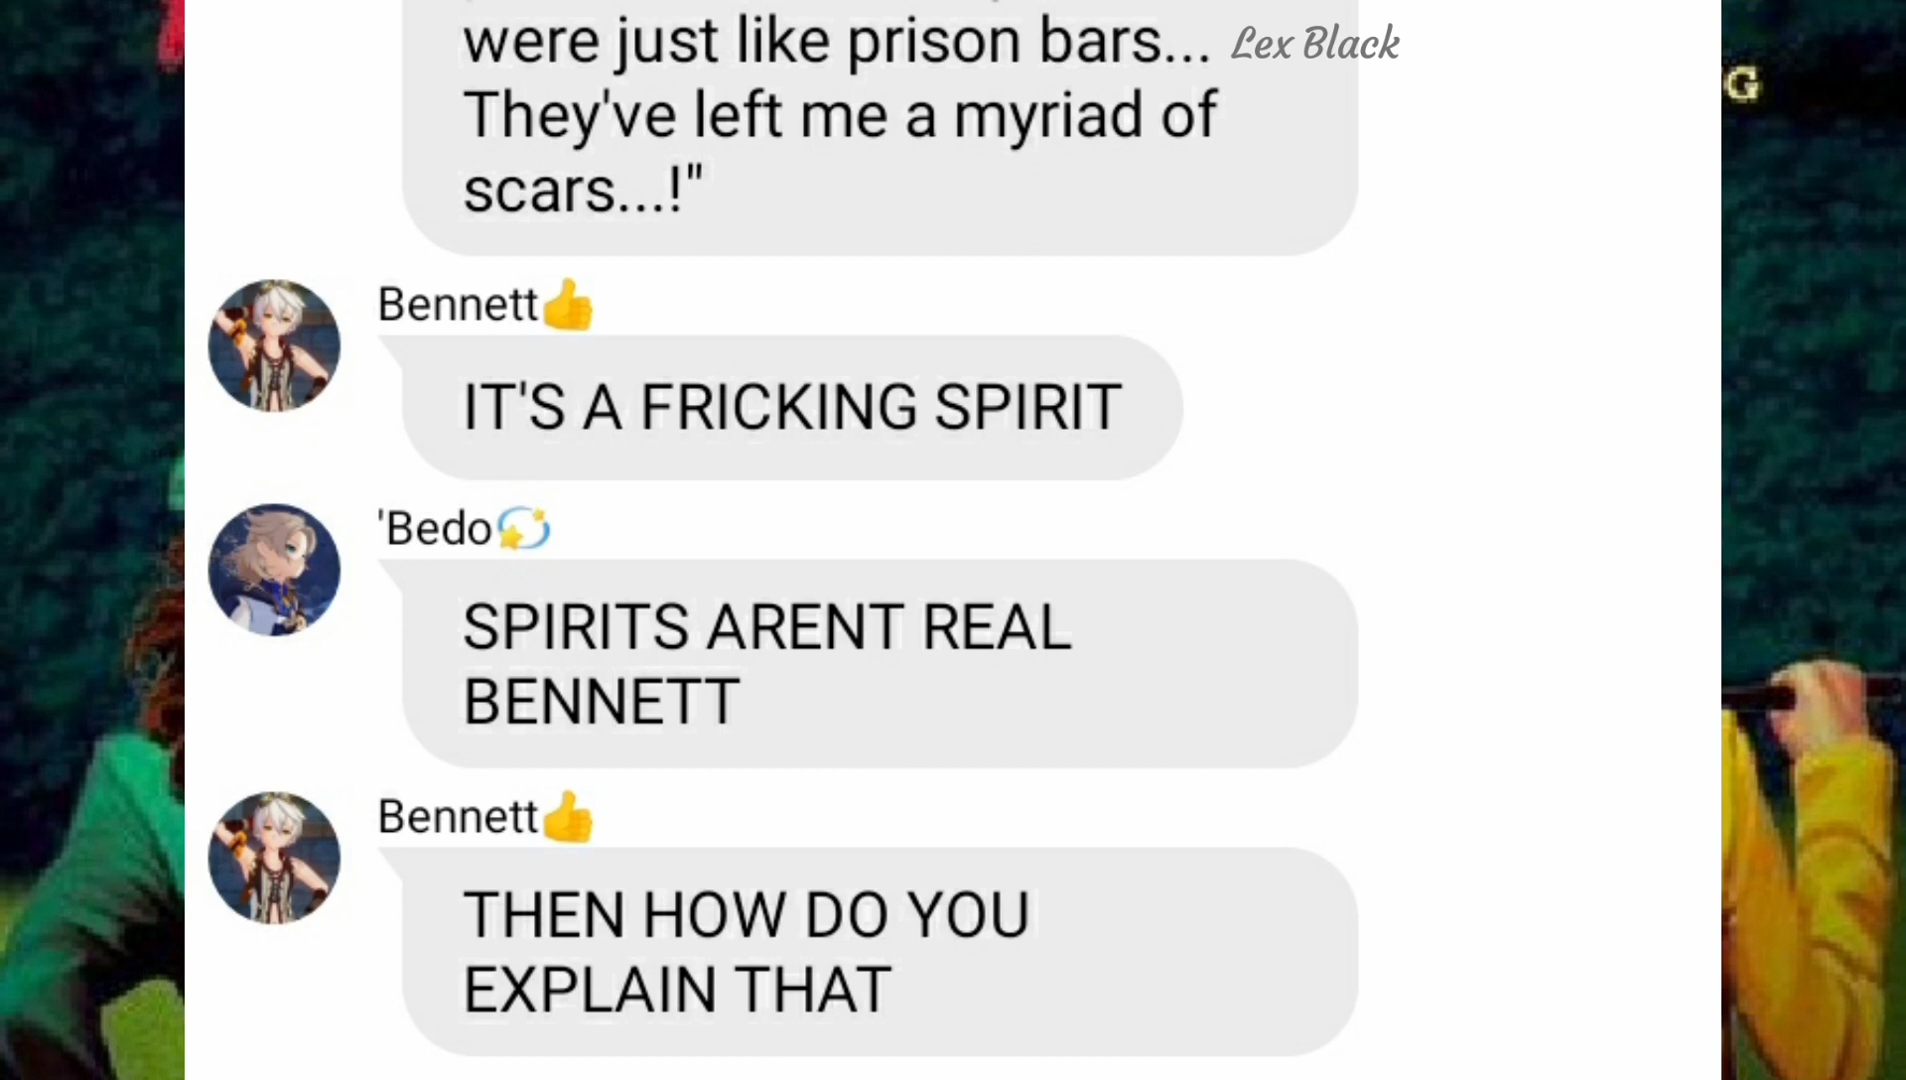 were just like prison bars... Lex Black
They've left me a myriad of
scars...!"
G
Bennett👍
IT'S A FRICKING SPIRIT
'Bedo💫
SPIRITS ARENT REAL
BENNETT
Bennett👍
THEN HOW DO YOU
EXPLAIN THAT